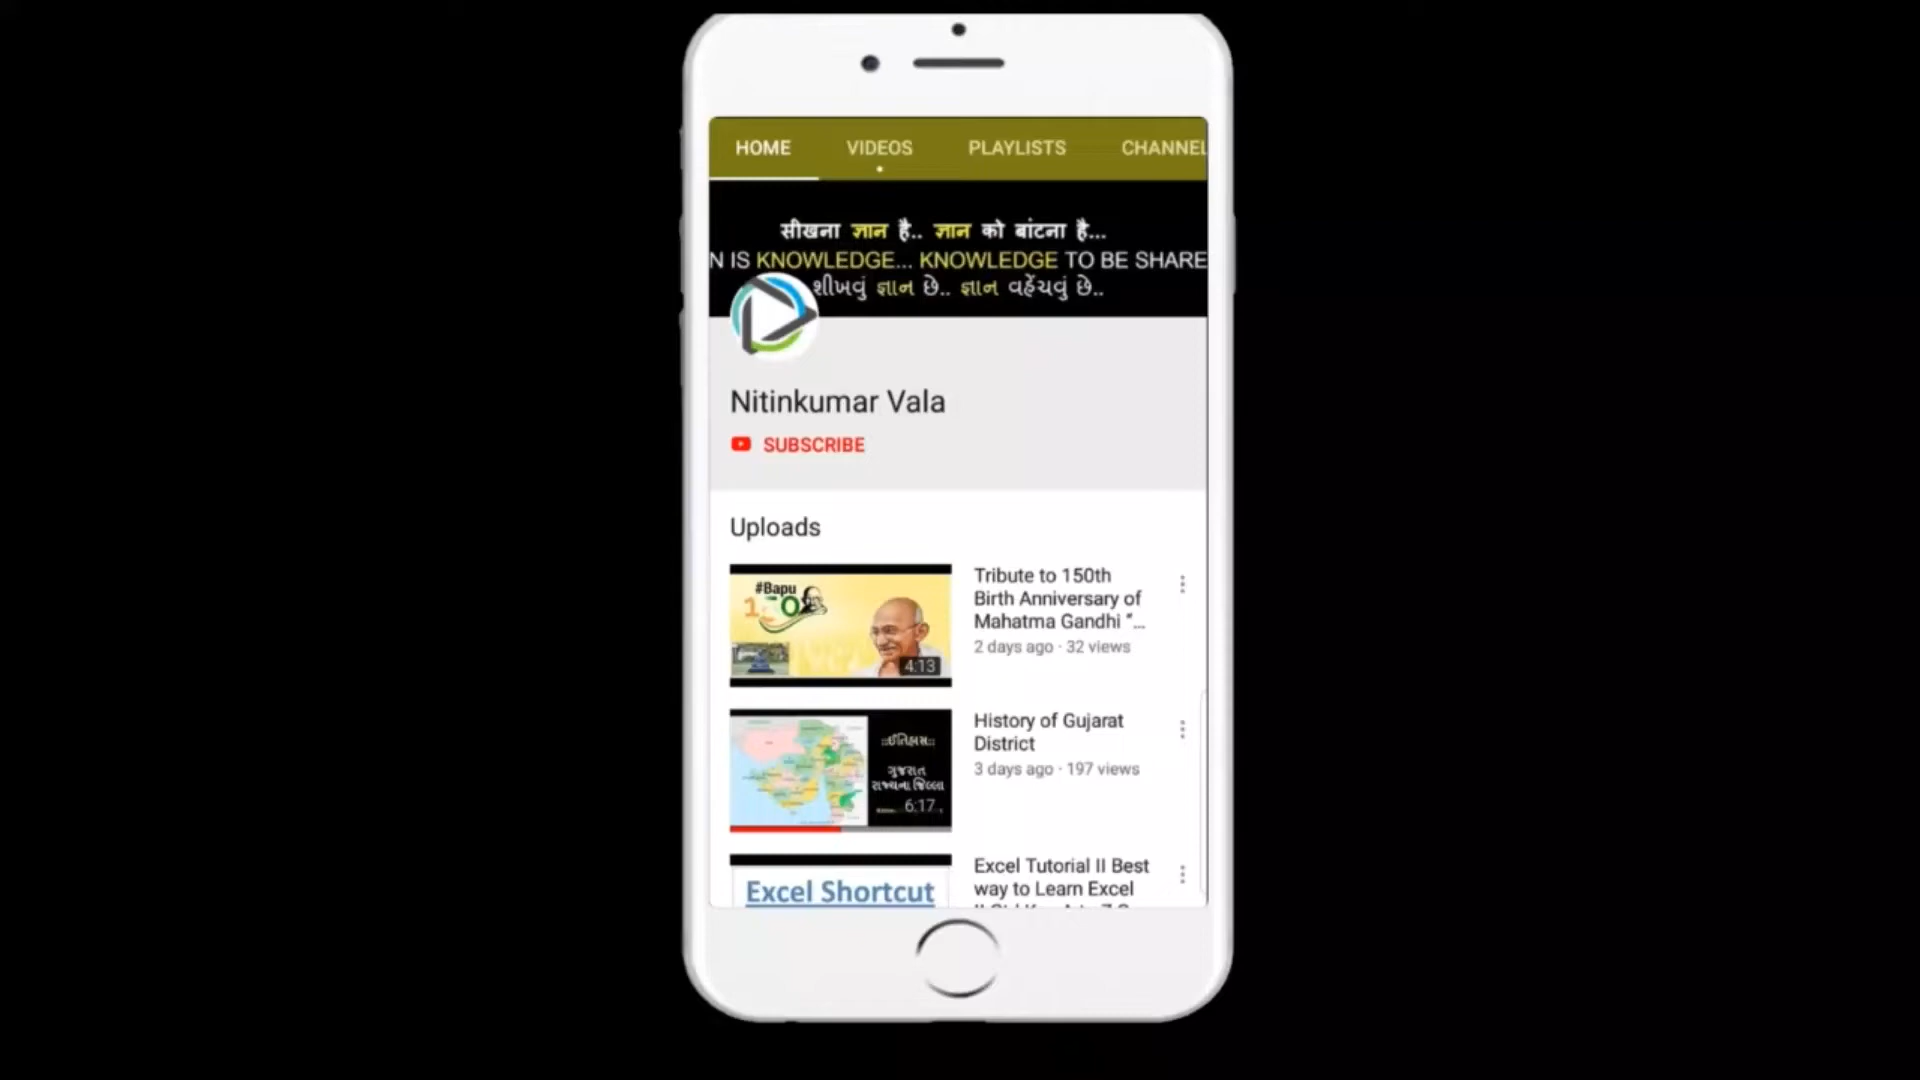 HOME VIDEOS PLAYLISTS CHANNEL
सीखना ज्ञान है.. ज्ञान को बांटना है...
N IS KNOWLEDGE... KNOWLEDGE TO BE SHARE
શીખવું જ્ઞાન છે.. જ્ઞાન વહેંચવું છે..
Nitinkumar Vala
SUBSCRIBE
Uploads
#Bapu
150
4:13
Tribute to 150th
Birth Anniversary of
Mahatma Gandhi “...
2 days ago · 32 views
::ઈતિહાસ::
ગુજરાત
રાજ્યના જિલ્લા
6:17
History of Gujarat
District
3 days ago · 197 views
Excel Shortcut
Excel Tutorial II Best
way to Learn Excel